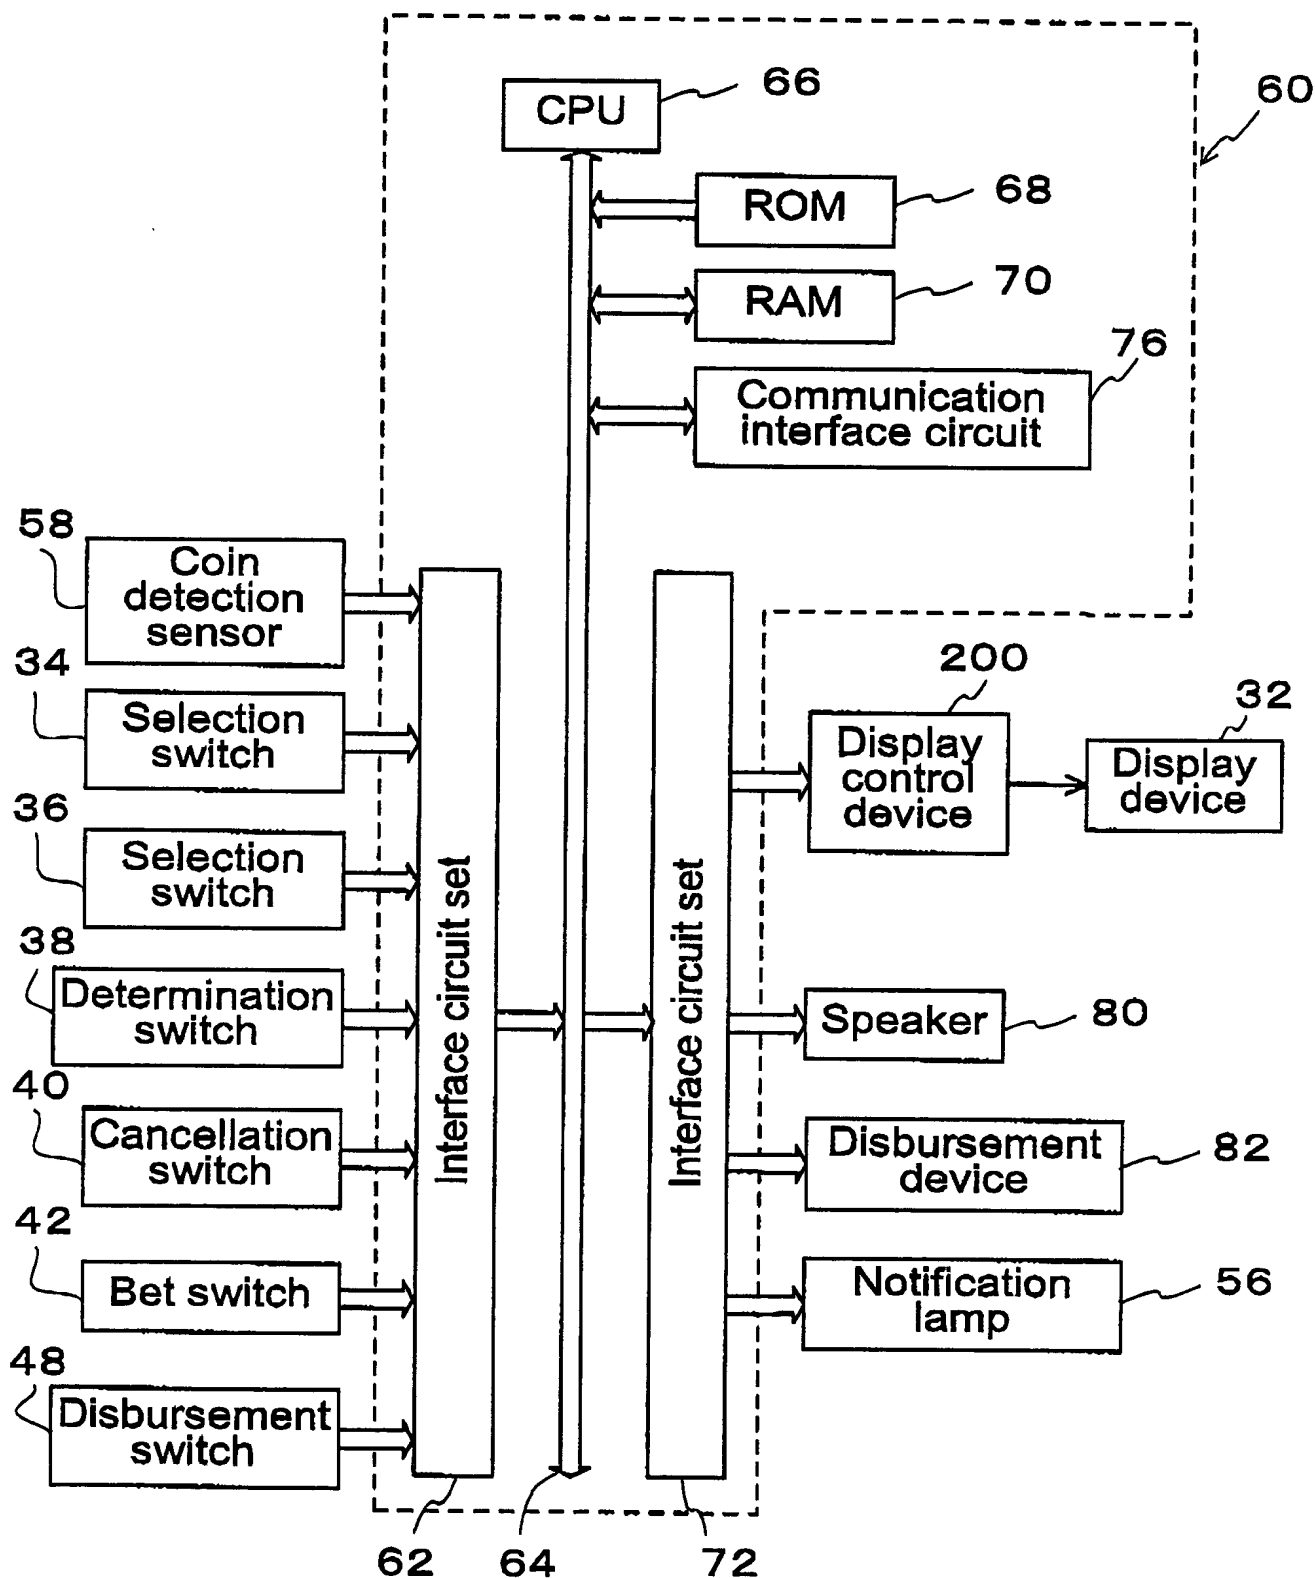 60
CPU
66
ROM
68
RAM
70
Communication
interface circuit
76
58
Coin
detection
sensor
34
Selection
switch
36
Selection
switch
38
Determination
switch
40
Cancellation
switch
42
Bet switch
48
Disbursement
switch
Interface circuit set
Interface circuit set
200
Display
control
device
32
Display
device
Speaker
80
Disbursement
device
82
Notification
lamp
56
62
64
72